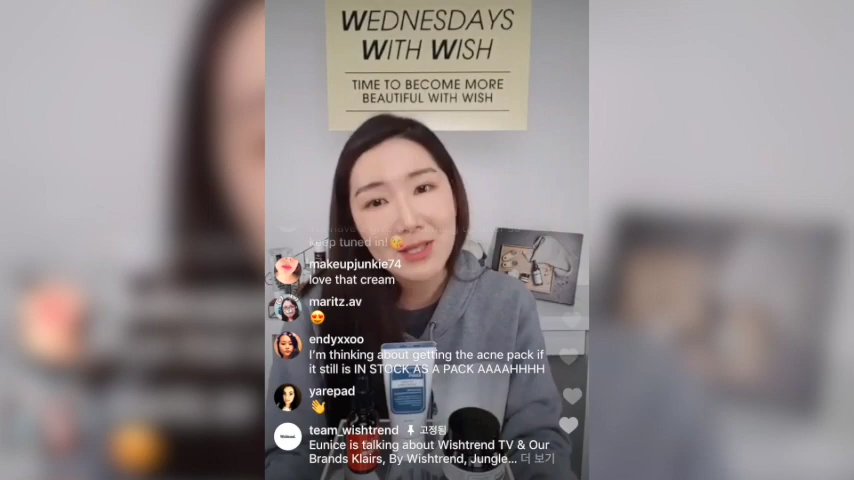 WEDNESDAYS
WITH WISH
TIME TO BECOME MORE
BEAUTIFUL WITH WISH
keep tuned in!
makeupjunkie74
love that cream
maritz.av
😍
endyxxoo
I'm thinking about getting the acne pack if
it still is IN STOCK AS A PACK AAAAHHHH
yarepad
👋
team_wishtrend 고정됨
Eunice is talking about Wishtrend TV & Our
Brands Klairs, By Wishtrend, Jungle... 더 보기